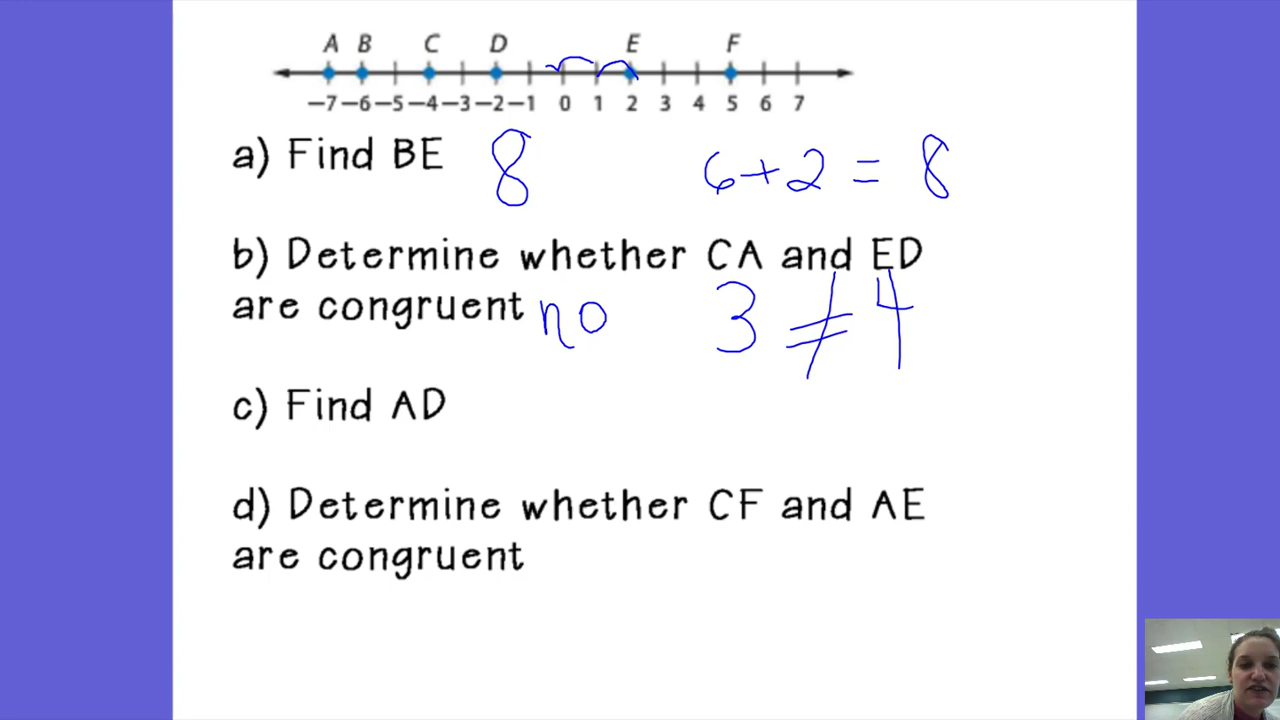 A B C D E F
−7 −6 −5 −4 −3 −2 −1 0 1 2 3 4 5 6 7
a) Find BE 8 6+2 = 8
b) Determine whether CA and ED
are congruent no 3 ≠ 4
c) Find AD
d) Determine whether CF and AE
are congruent